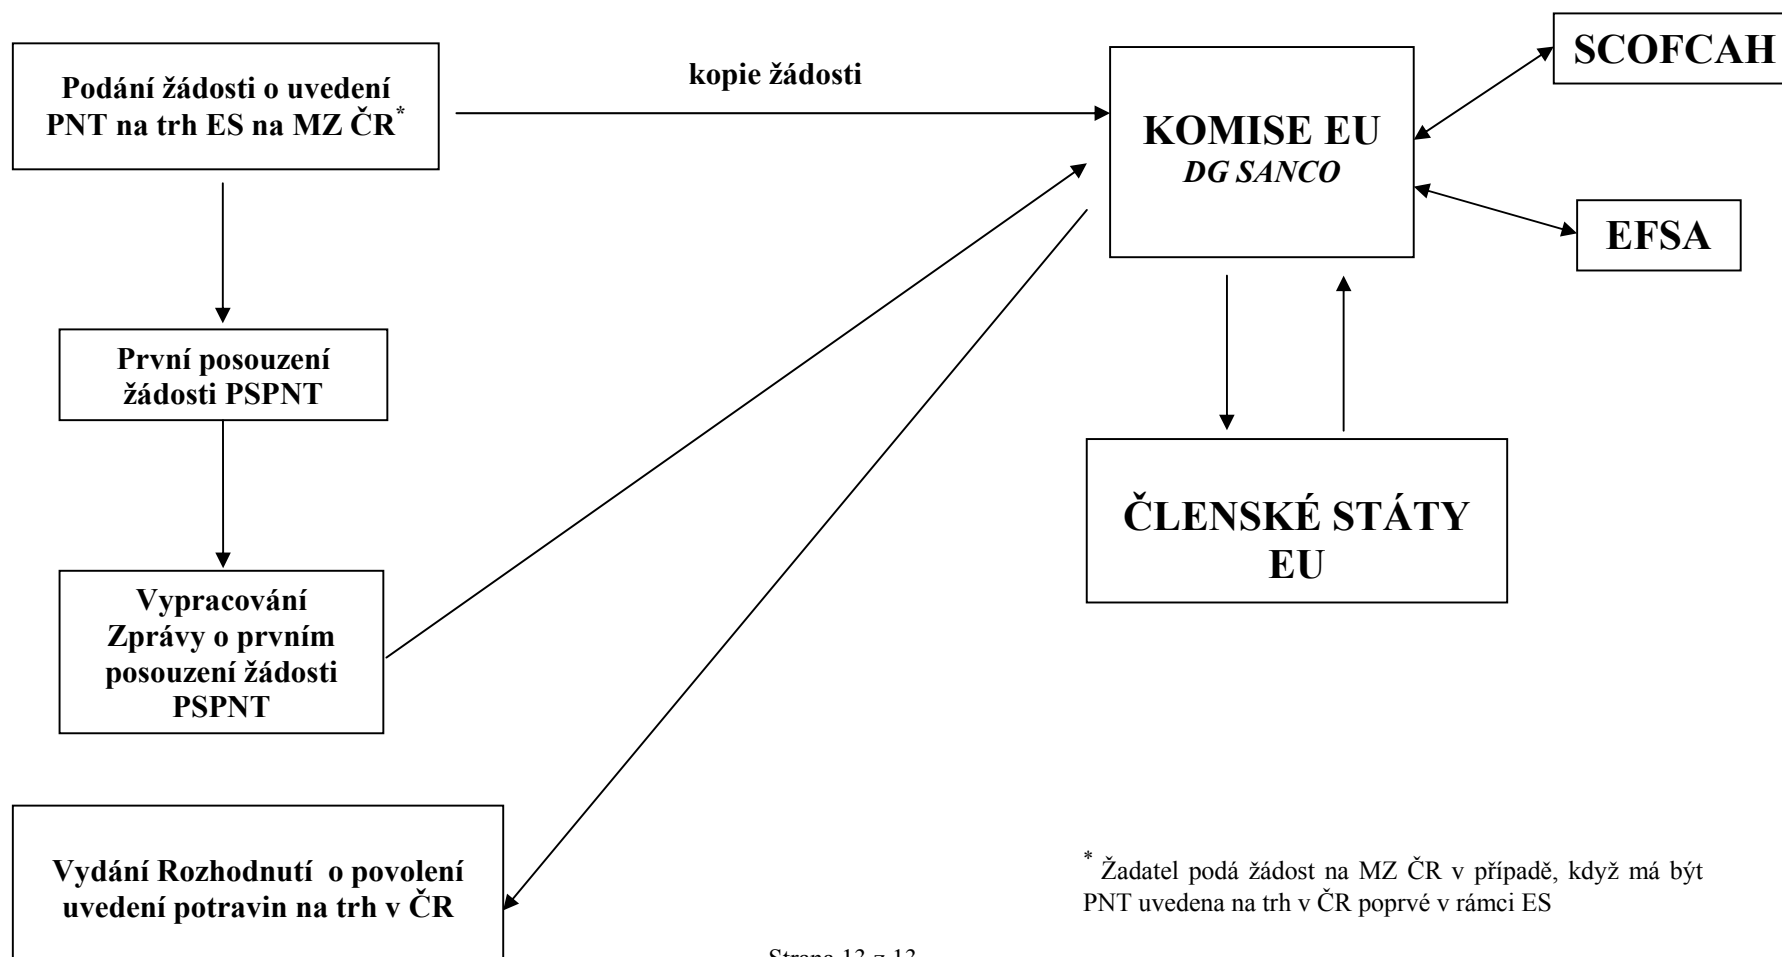 Podání žádosti o uvedení
PNT na trh ES na MZ ČR*
kopie žádosti
KOMISE EU
DG SANCO
SCOFCAH
EFSA
První posouzení
žádosti PSPNT
ČLENSKÉ STÁTY
EU
Vypracování
Zprávy o prvním
posouzení žádosti
PSPNT
Vydání Rozhodnutí o povolení
uvedení potravin na trh v ČR
* Žadatel podá žádost na MZ ČR v případě, když má být
PNT uvedena na trh v ČR poprvé v rámci ES
Strana 13 z 13